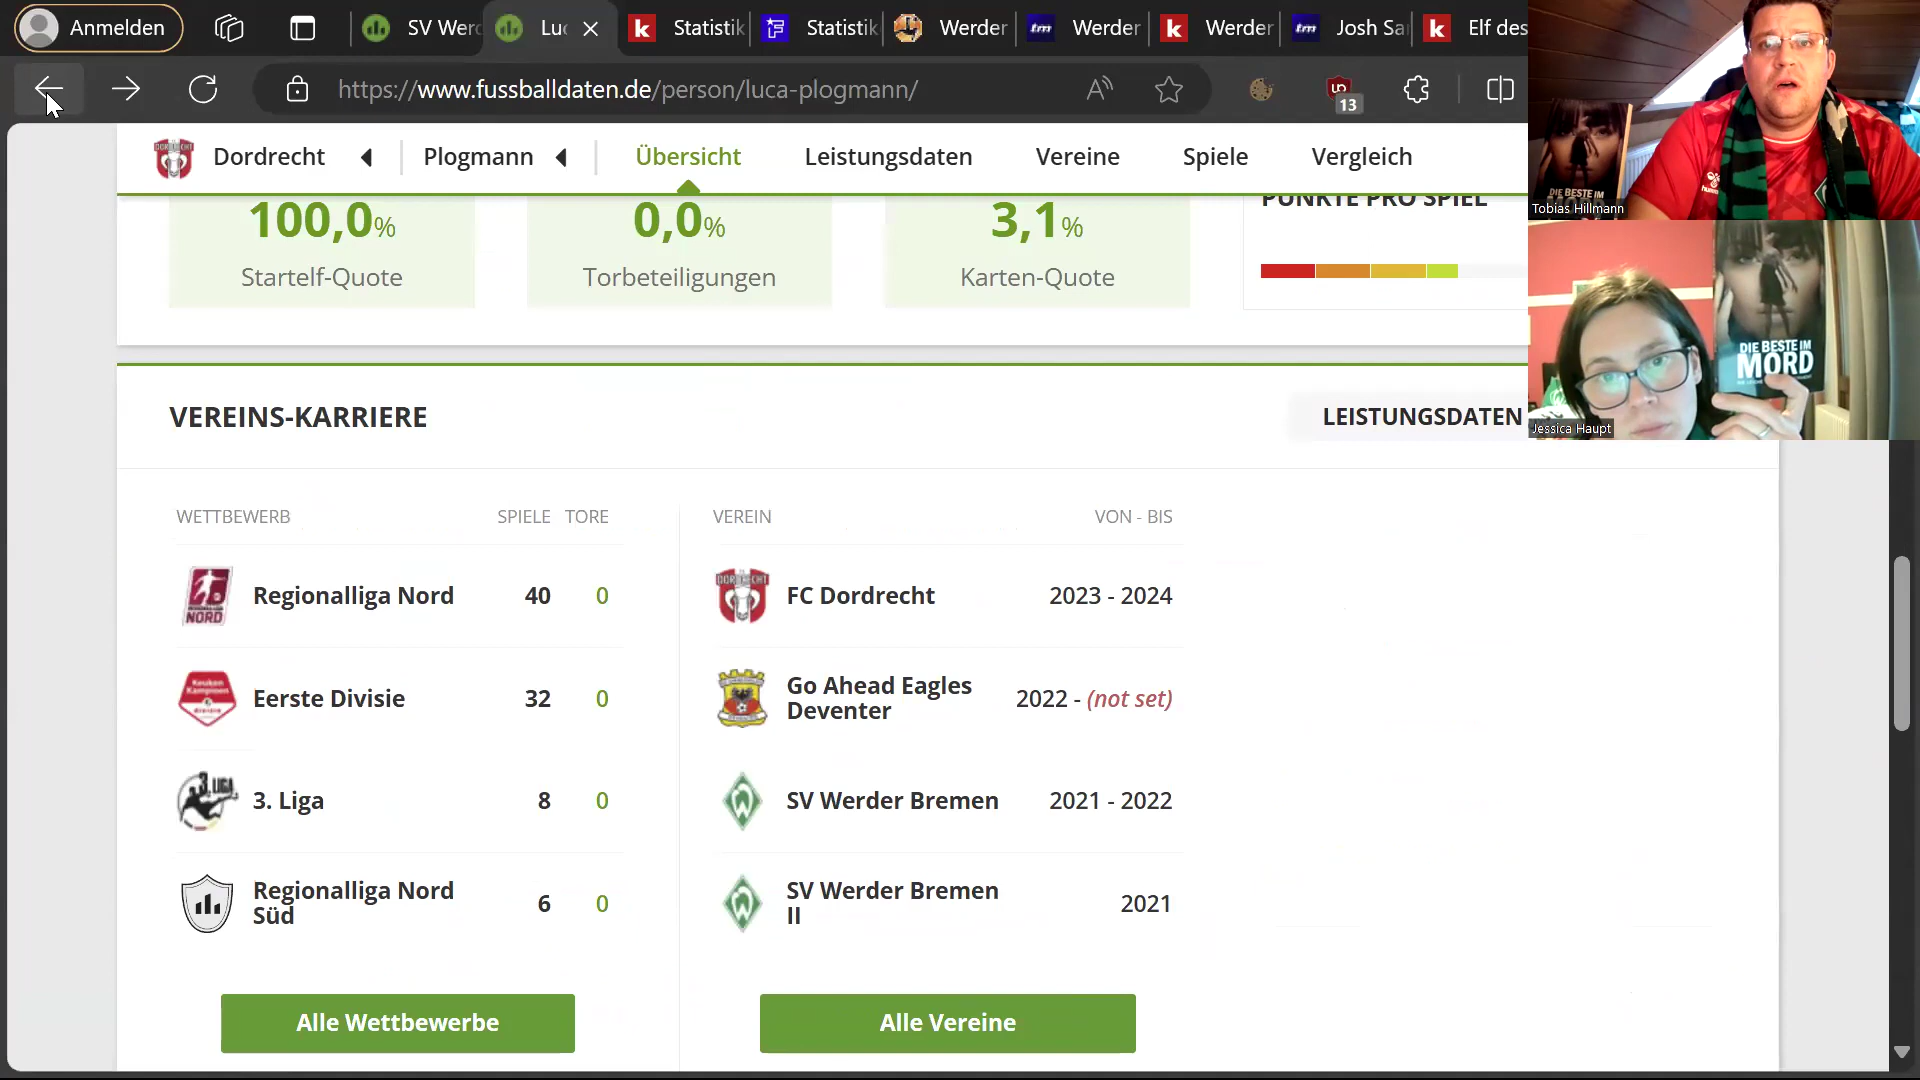 Anmelden
SV Werd
Luc
Statistik
Statistik
Werder
Werder
Werder
Josh Sa
Elf des
https://www.fussballdaten.de/person/luca-plogmann/
13
Dordrecht
Plogmann
Übersicht
Leistungsdaten
Vereine
Spiele
Vergleich
100,0%
Startelf-Quote
0,0%
Torbeteiligungen
3,1%
Karten-Quote
PUNKTE PRO SPIEL
DIE BESTE IM
MORD
Tobias Hillmann
DIE BESTE IM
MORD
Jessica Haupt
VEREINS-KARRIERE
LEISTUNGSDATEN
WETTBEWERB SPIELE TORE
Regionalliga Nord 40 0
Eerste Divisie 32 0
3. Liga 8 0
Regionalliga Nord
Süd 6 0
Alle Wettbewerbe
VEREIN VON - BIS
FC Dordrecht 2023 - 2024
Go Ahead Eagles
Deventer 2022 - (not set)
SV Werder Bremen 2021 - 2022
SV Werder Bremen
II 2021
Alle Vereine